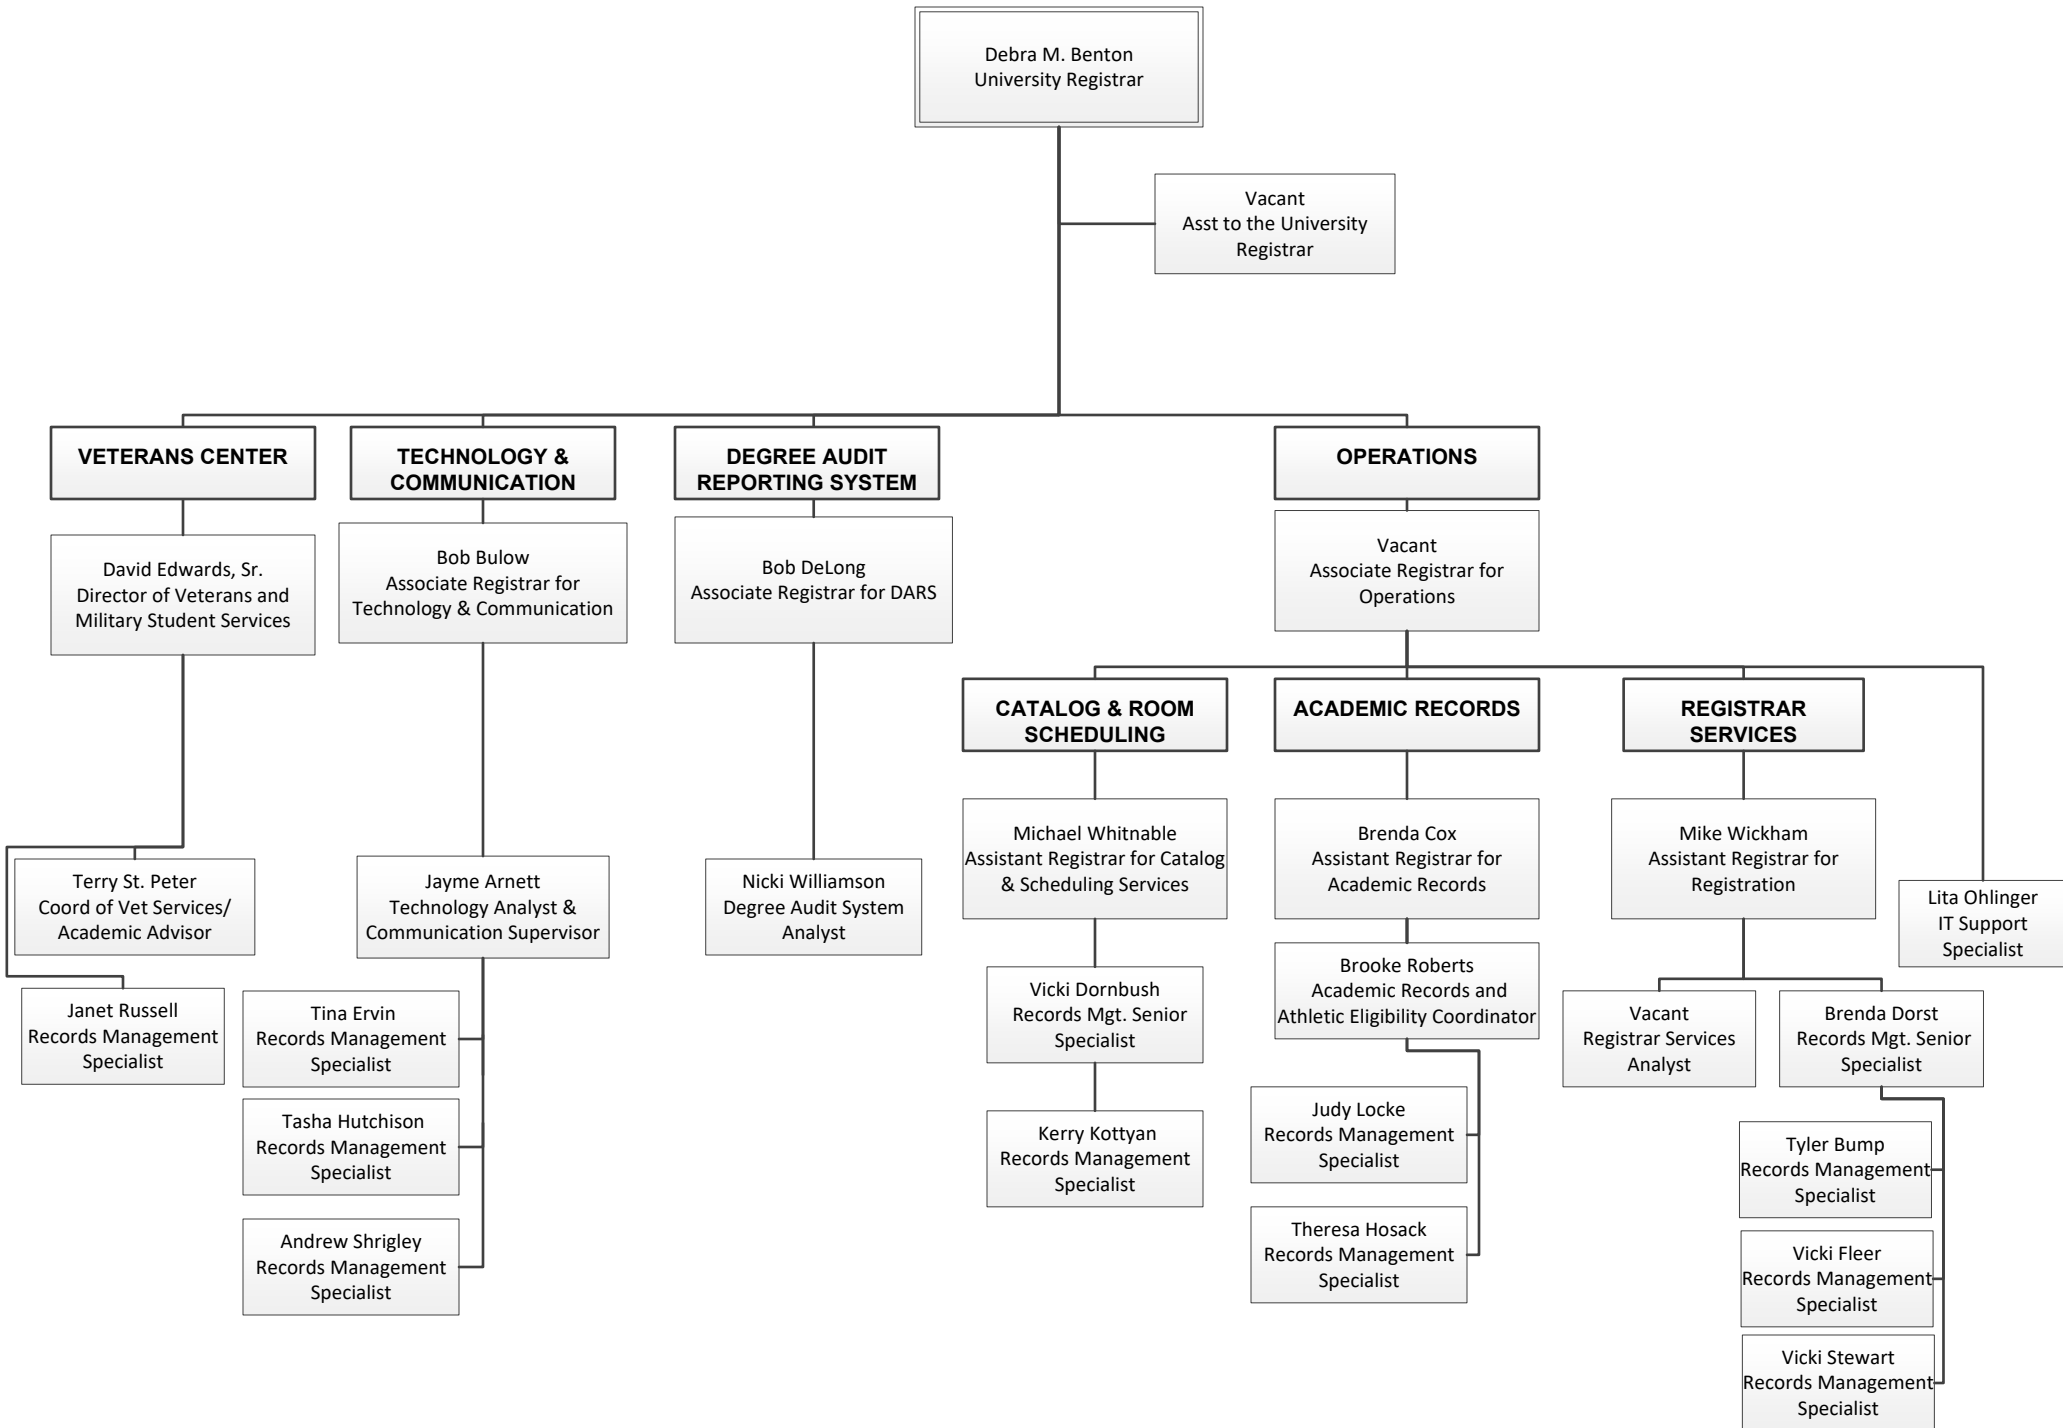 Debra M. Benton
University Registrar
Vacant
Asst to the University
Registrar
VETERANS CENTER
TECHNOLOGY &
COMMUNICATION
DEGREE AUDIT
REPORTING SYSTEM
OPERATIONS
David Edwards, Sr.
Director of Veterans and
Military Student Services
Bob Bulow
Associate Registrar for
Technology & Communication
Bob DeLong
Associate Registrar for DARS
Vacant
Associate Registrar for
Operations
CATALOG & ROOM
SCHEDULING
ACADEMIC RECORDS
REGISTRAR
SERVICES
Michael Whitnable
Assistant Registrar for Catalog
& Scheduling Services
Brenda Cox
Assistant Registrar for
Academic Records
Mike Wickham
Assistant Registrar for
Registration
Lita Ohlinger
IT Support
Specialist
Terry St. Peter
Coord of Vet Services/
Academic Advisor
Jayme Arnett
Technology Analyst &
Communication Supervisor
Nicki Williamson
Degree Audit System
Analyst
Janet Russell
Records Management
Specialist
Tina Ervin
Records Management
Specialist
Vicki Dornbush
Records Mgt. Senior
Specialist
Brooke Roberts
Academic Records and
Athletic Eligibility Coordinator
Vacant
Registrar Services
Analyst
Brenda Dorst
Records Mgt. Senior
Specialist
Tasha Hutchison
Records Management
Specialist
Kerry Kottyan
Records Management
Specialist
Judy Locke
Records Management
Specialist
Tyler Bump
Records Management
Specialist
Andrew Shrigley
Records Management
Specialist
Theresa Hosack
Records Management
Specialist
Vicki Fleer
Records Management
Specialist
Vicki Stewart
Records Management
Specialist